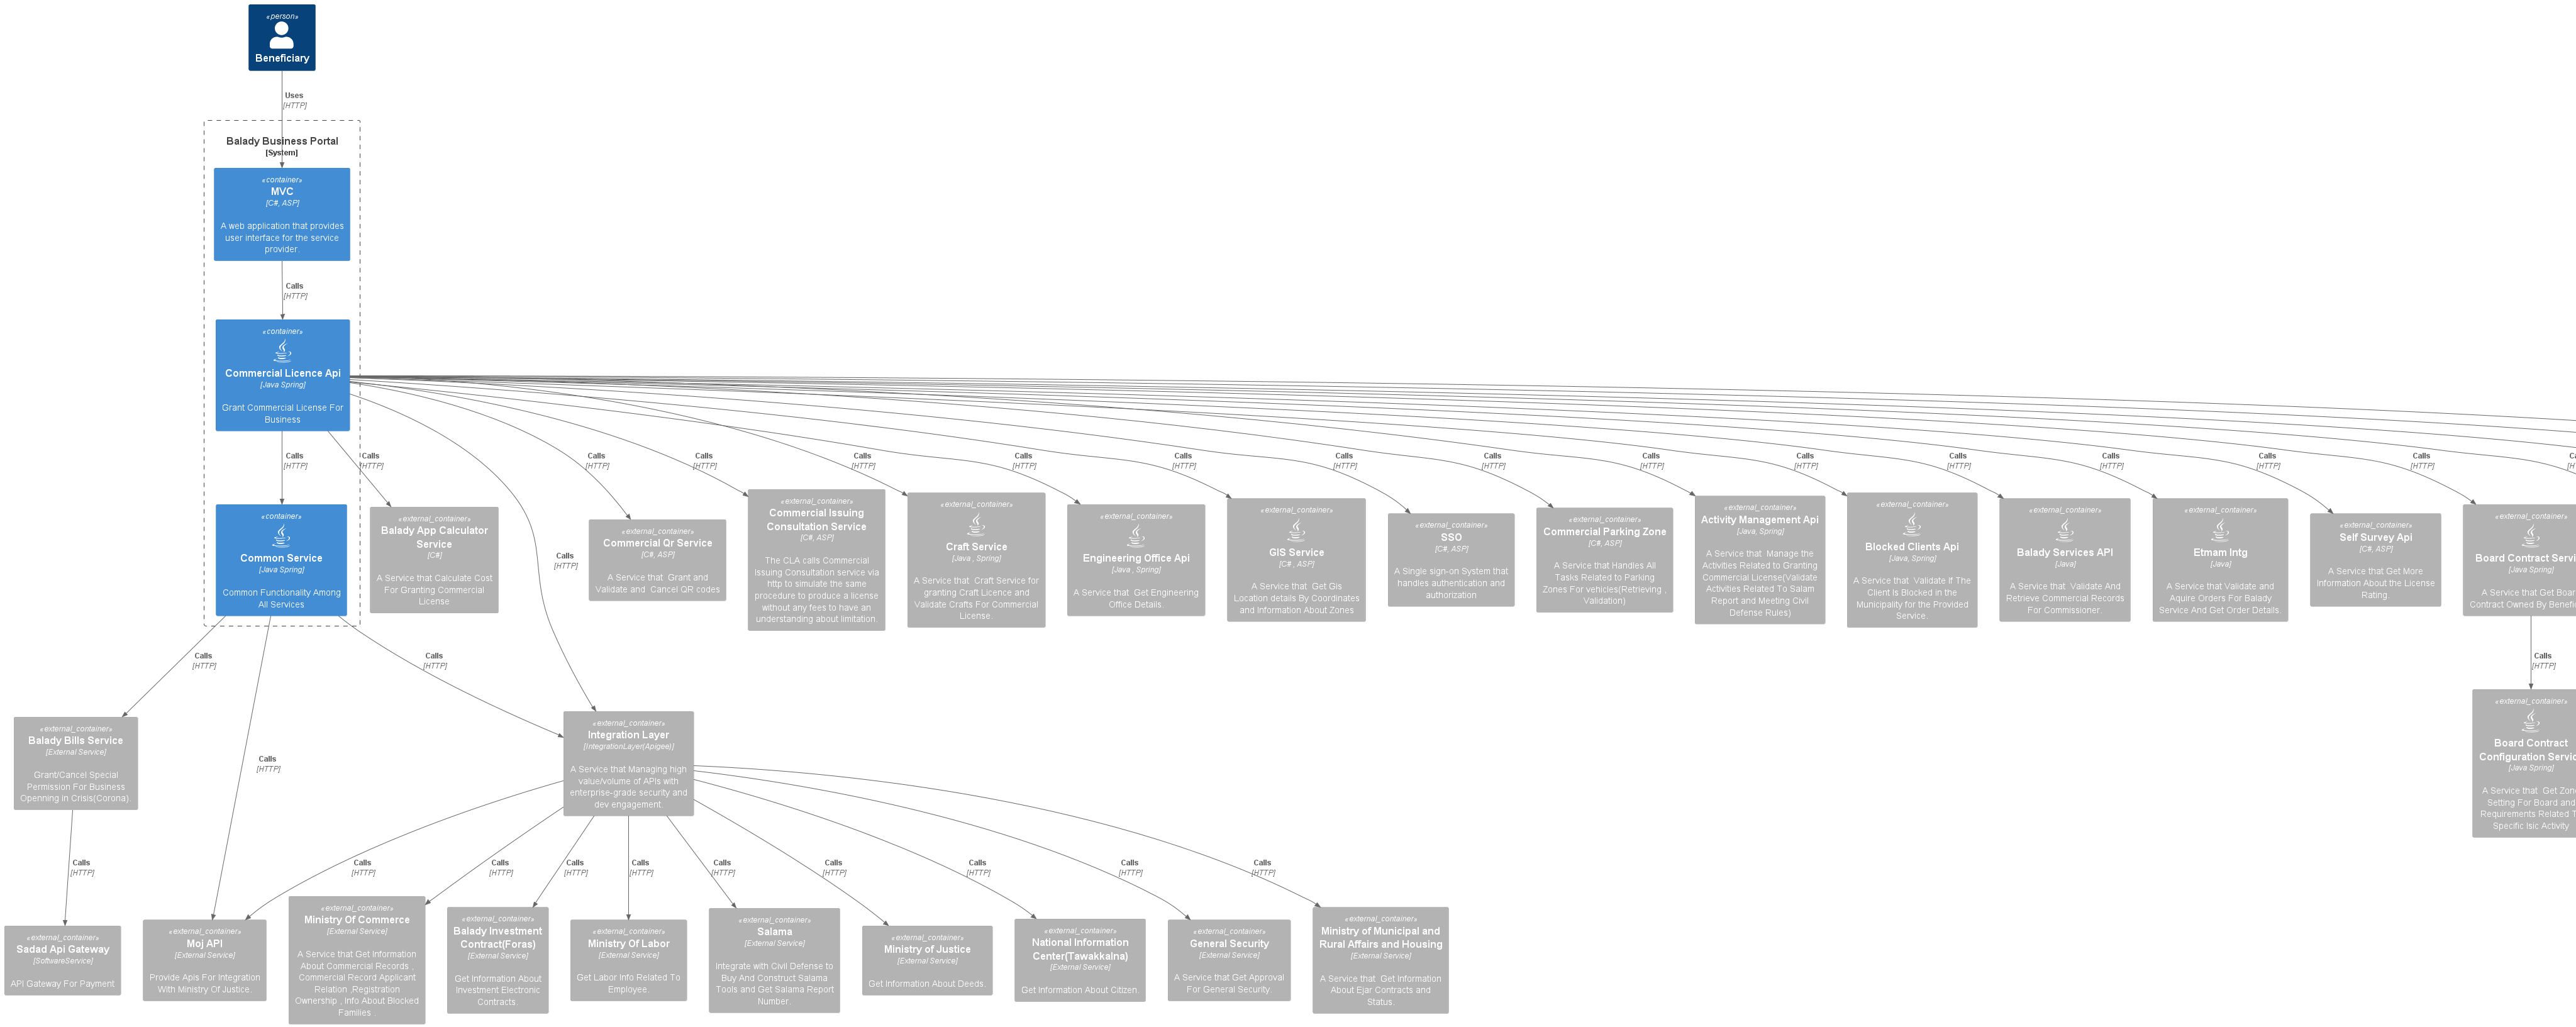 «person»
Beneficiary
Uses
[HTTP]
Balady Business Portal
[System]
«container»
MVC
[C#, ASP]
A web application that provides
user interface for the service
provider.
Calls
[HTTP]
«container»
Commercial Licence Api
[Java Spring]
Grant Commercial License For
Business
Calls
[HTTP]
Calls
[HTTP]
Calls
[HTTP]
Calls
[HTTP]
Calls
[HTTP]
Calls
[HTTP]
Calls
[HTTP]
Calls
[HTTP]
Calls
[HTTP]
Calls
[HTTP]
Calls
[HTTP]
Calls
[HTTP]
Calls
[HTTP]
Calls
[HTTP]
Calls
[HTTP]
«container»
Common Service
[Java Spring]
Common Functionality Among
All Services
«external_container»
Balady App Calculator
Service
[C#]
A Service that Calculate Cost
For Granting Commercial
License
Calls
[HTTP]
«external_container»
Commercial Qr Service
[C#, ASP]
A Service that  Grant and
Validate and  Cancel QR codes
«external_container»
Commercial Issuing
Consultation Service
[C#, ASP]
The CLA calls Commercial
Issuing Consultation service via
http to simulate the same
procedure to produce a license
without any fees to have an
understanding about limitation.
«external_container»
Craft Service
[Java , Spring]
A Service that  Craft Service for
granting Craft Licence and
Validate Crafts For Commercial
License.
«external_container»
Engineering Office Api
[Java , Spring]
A Service that  Get Engineering
Office Details.
«external_container»
GIS Service
[C# , ASP]
A Service that  Get Gis
Location details By Coordinates
and Information About Zones
«external_container»
SSO
[C#, ASP]
A Single sign-on System that
handles authentication and
authorization
«external_container»
Commercial Parking Zone
[C#, ASP]
A Service that Handles All
Tasks Related to Parking
Zones For vehicles(Retrieving ,
Validation)
«external_container»
Activity Management Api
[Java, Spring]
A Service that  Manage the
Activities Related to Granting
Commercial License(Validate
Activities Related To Salam
Report and Meeting Civil
Defense Rules)
«external_container»
Blocked Clients Api
[Java, Spring]
A Service that  Validate If The
Client Is Blocked in the
Municipality for the Provided
Service.
«external_container»
Balady Services API
[Java]
A Service that  Validate And
Retrieve Commercial Records
For Commissioner.
«external_container»
Etmam Intg
[Java]
A Service that Validate and
Aquire Orders For Balady
Service And Get Order Details.
«external_container»
Self Survey Api
[C#, ASP]
A Service that Get More
Information About the License
Rating.
«external_container»
Board Contract
[Java Spring]
A Service that Get
Contract Owned By
Calls
[HTTP]
Calls
[HTTP]
Calls
[HTTP]
Calls
[HTTP]
«external_container»
Balady Bills Service
[External Service]
Grant/Cancel Special
Permission For Business
Openning in Crisis(Corona).
Calls
[HTTP]
«external_container»
Integration Layer
[IntegrationLayer(Apigee)]
A Service that Managing high
value/volume of APIs with
enterprise-grade security and
dev engagement.
«external_container»
Board Contract
Configuration
[Java Spring]
A Service that  Get
Setting For Board and
Requirements Related
Specific Isic Activity
Calls
[HTTP]
Calls
[HTTP]
Calls
[HTTP]
Calls
[HTTP]
Calls
[HTTP]
Calls
[HTTP]
Calls
[HTTP]
Calls
[HTTP]
Calls
[HTTP]
Calls
[HTTP]
«external_container»
Sadad Api Gateway
[SoftwareService]
API Gateway For Payment
«external_container»
Moj API
[External Service]
Provide Apis For Integration
With Ministry Of Justice.
«external_container»
Ministry Of Commerce
[External Service]
A Service that Get Information
About Commercial Records ,
Commercial Record Applicant
Relation ,Registration
Ownership , Info About Blocked
Families .
«external_container»
Balady Investment
Contract(Foras)
[External Service]
Get Information About
Investment Electronic
Contracts.
«external_container»
Ministry Of Labor
[External Service]
Get Labor Info Related To
Employee.
«external_container»
Salama
[External Service]
Integrate with Civil Defense to
Buy And Construct Salama
Tools and Get Salama Report
Number.
«external_container»
Ministry of Justice
[External Service]
Get Information About Deeds.
«external_container»
National Information
Center(Tawakkalna)
[External Service]
Get Information About Citizen.
«external_container»
General Security
[External Service]
A Service that Get Approval
For General Security.
«external_container»
Ministry of Municipal and
Rural Affairs and Housing
[External Service]
A Service that  Get Information
About Ejar Contracts and
Status.